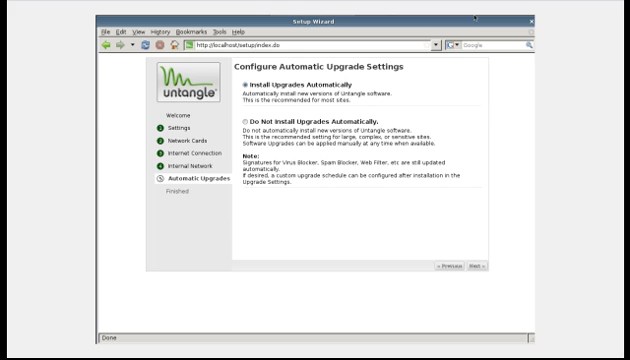 Setup Wizard
File Edit View History Bookmarks Tools Help
http://localhost/setup/index.do
Google
untangle
Configure Automatic Upgrade Settings
Install Upgrades Automatically
Automatically install new versions of Untangle software.
This is the recommended for most sites.
Do Not Install Upgrades Automatically.
Do not automatically install new versions of Untangle software.
This is the recommended setting for large, complex, or sensitive sites.
Software Upgrades can be applied manually at any time when available.
Note:
Signatures for Virus Blocker, Spam Blocker, Web Filter, etc are still updated
automatically.
If desired, a custom upgrade schedule can be configured after installation in the
Upgrade Settings.
Welcome
1 Settings
2 Network Cards
3 Internet Connection
4 Internal Network
5 Automatic Upgrades
Finished
« Previous Next »
Done